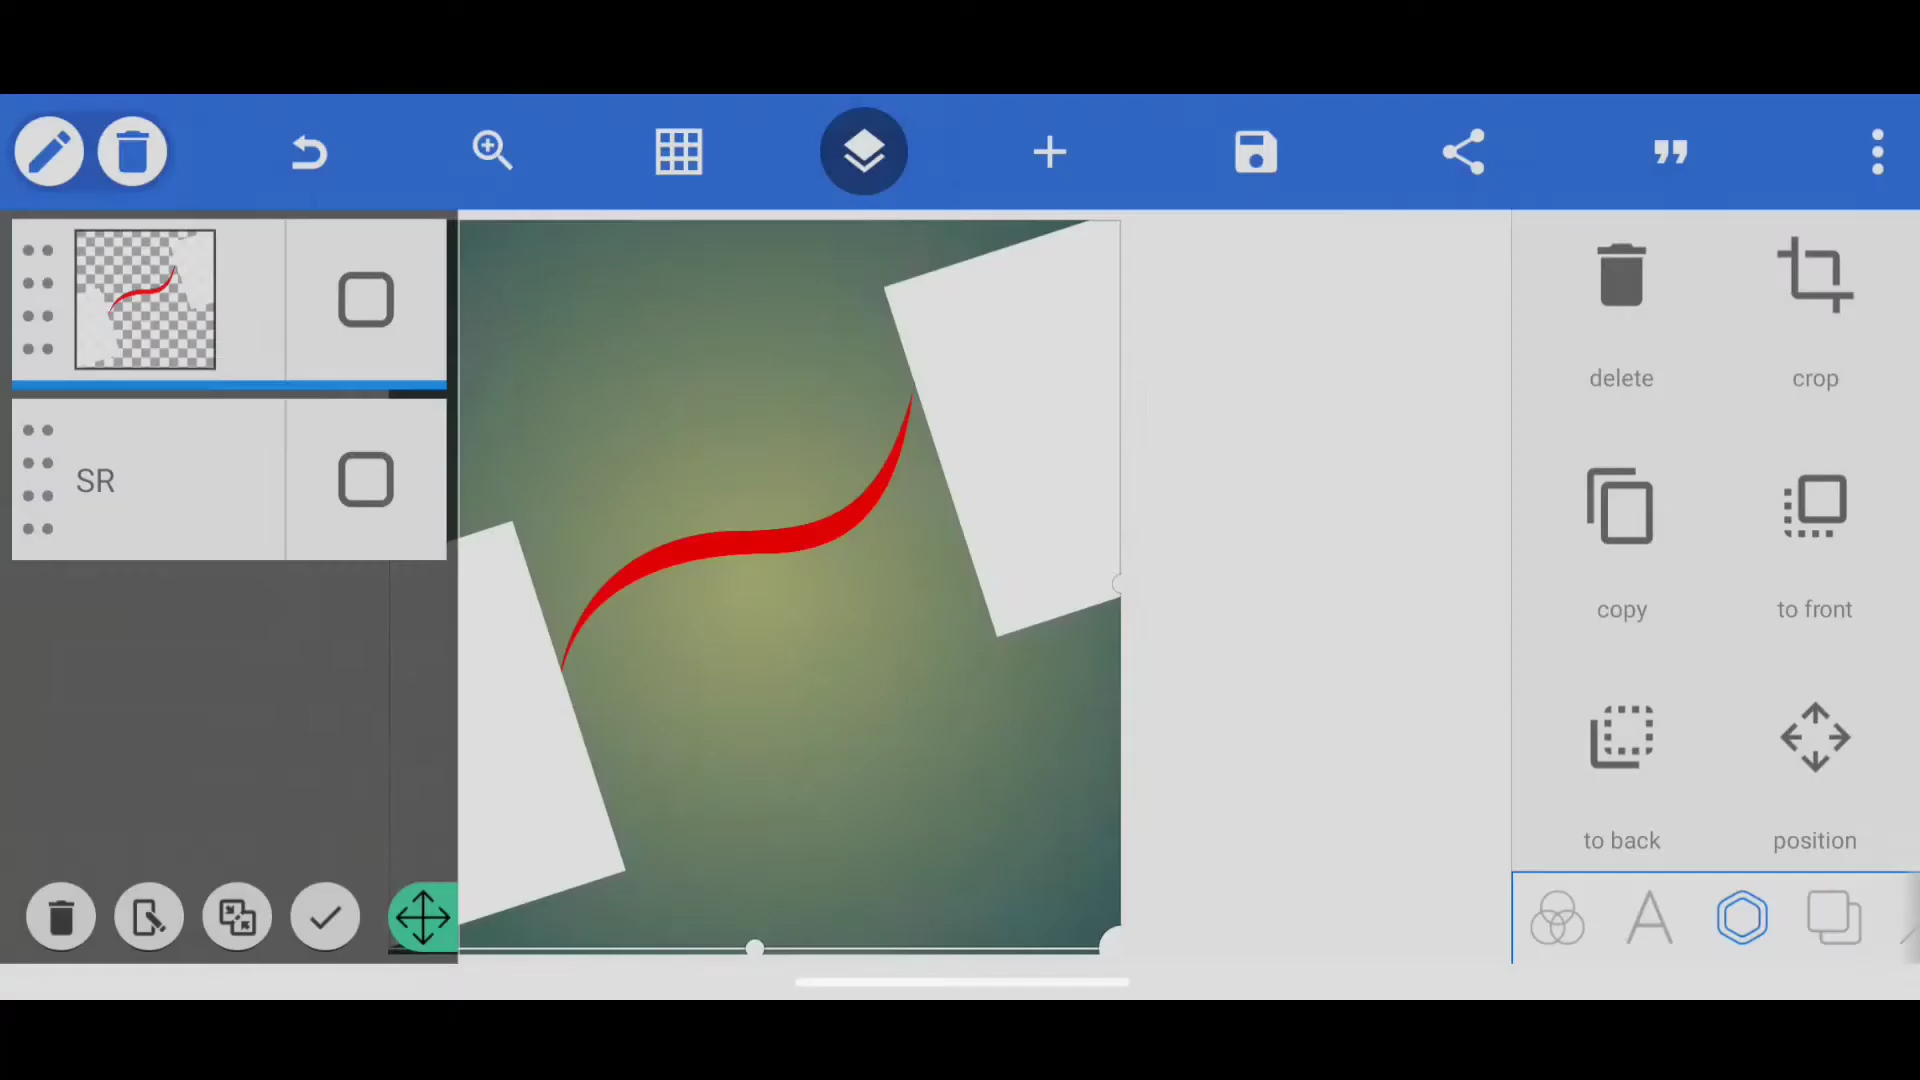 SR
delete
crop
copy
to front
to back
position